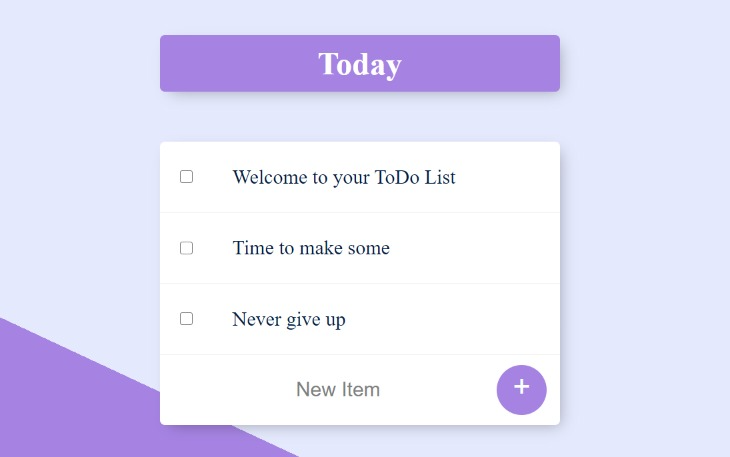 Today
Welcome to your ToDo List
Time to make some
Never give up
New Item
+